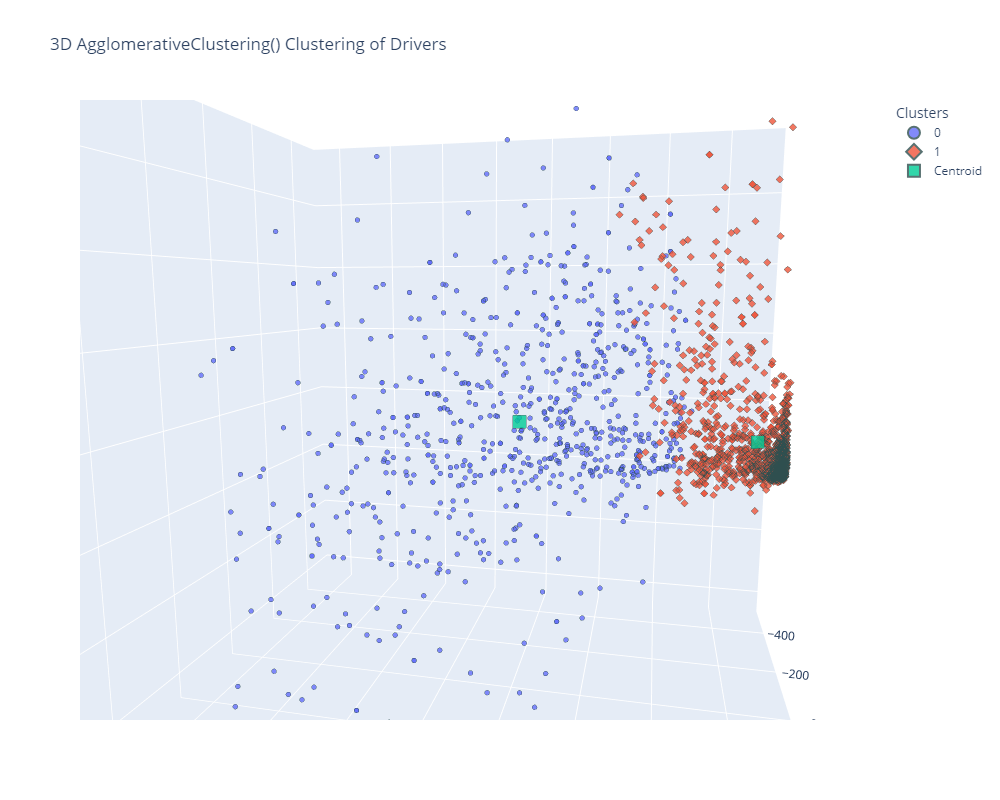 3D AgglomerativeClustering() Clustering of Drivers
Clusters
0
1
Centroid
−400
−200